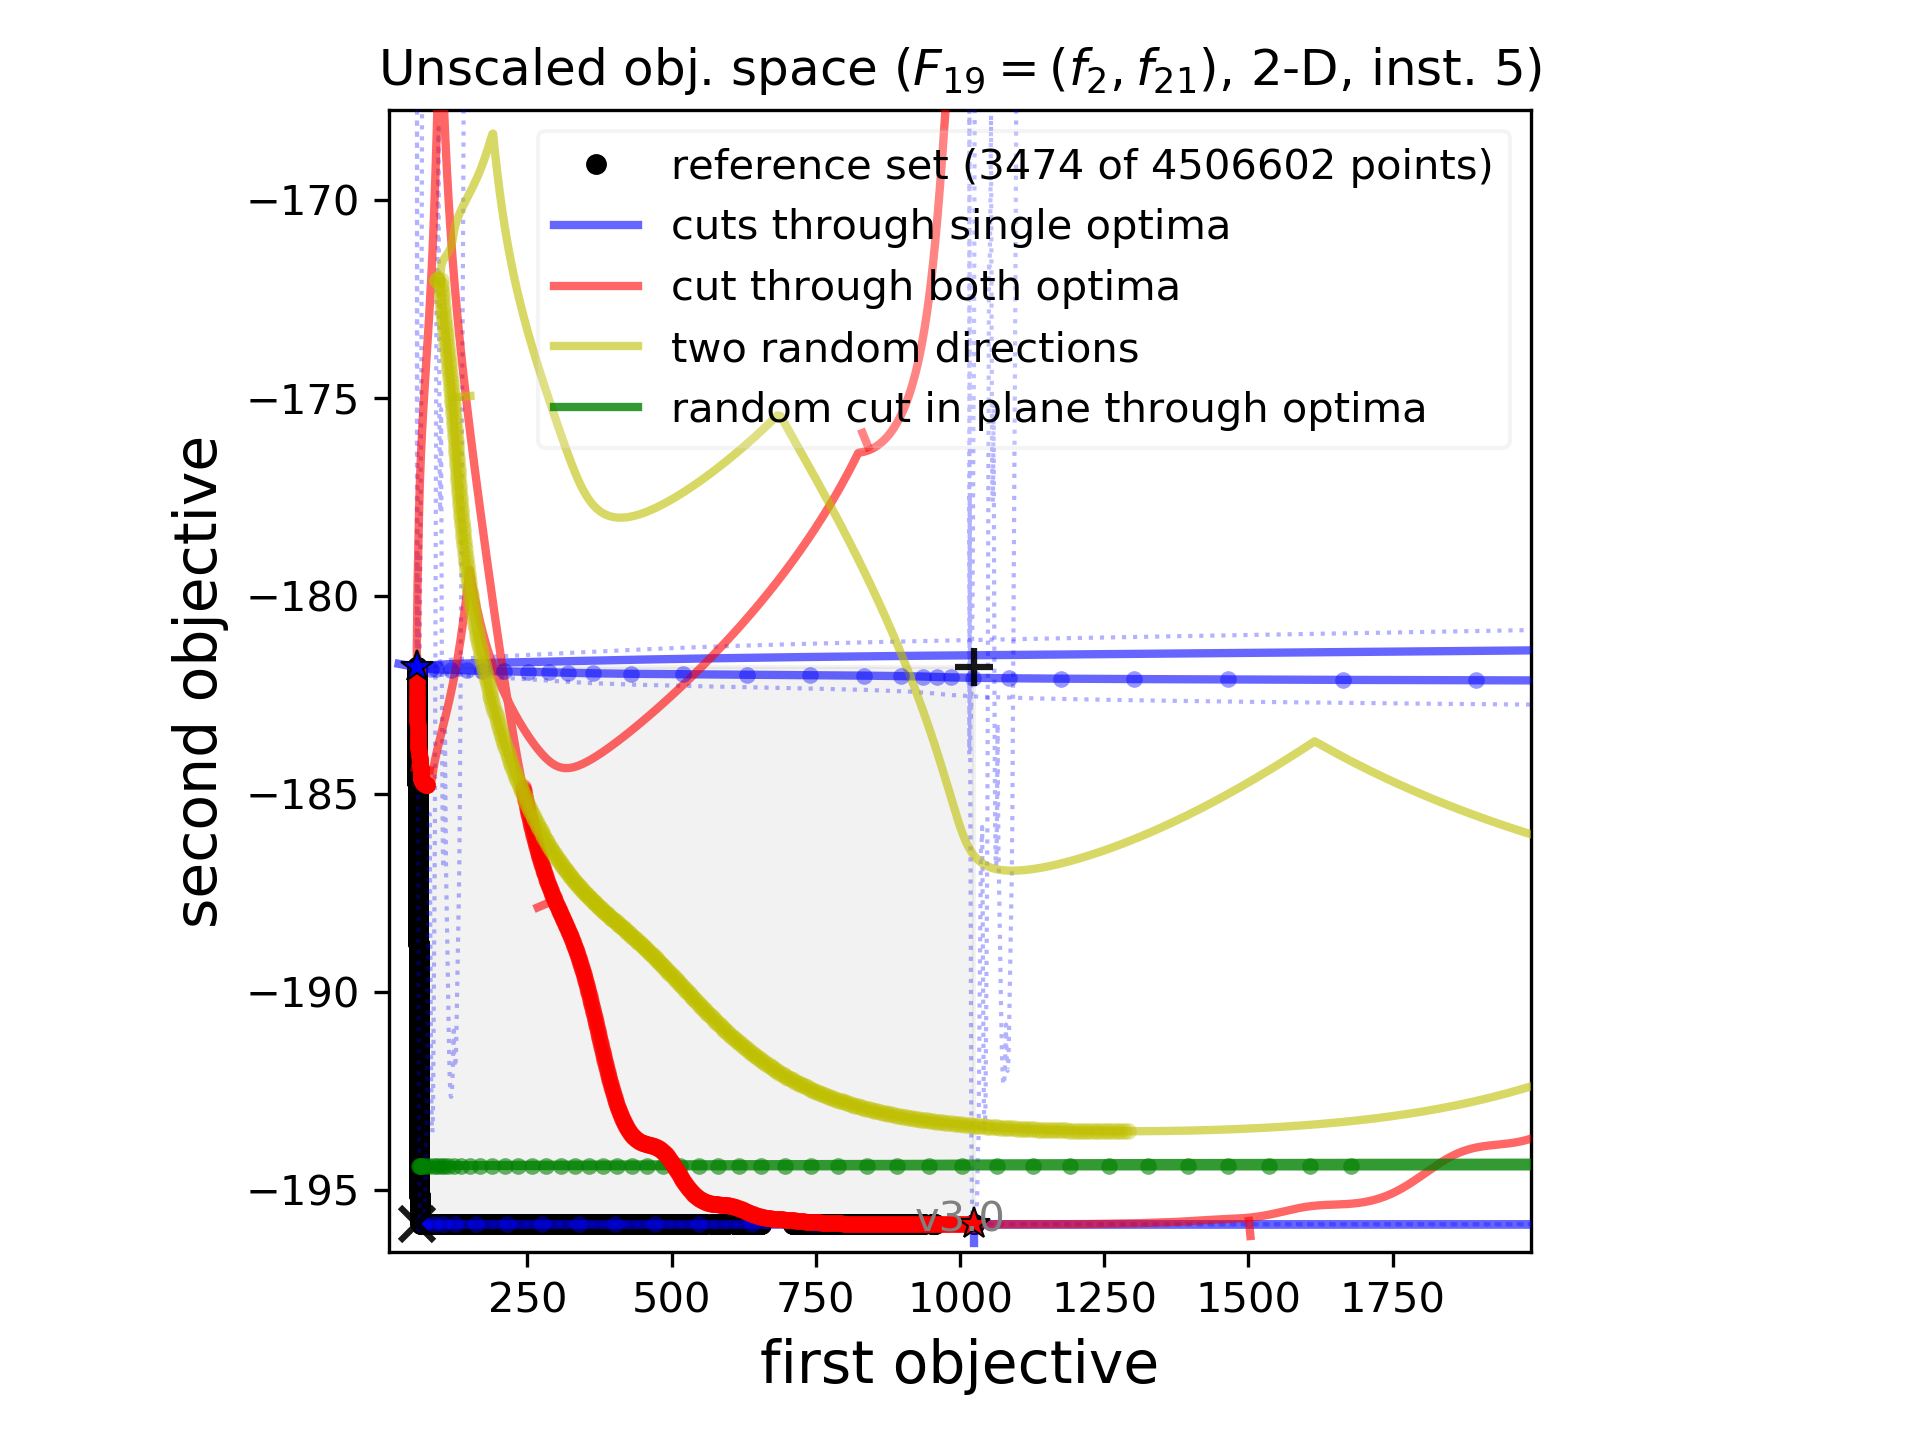 Unscaled obj. space (F₁₉ = (f₂, f₂₁), 2-D, inst. 5)
reference set (3474 of 4506602 points)
cuts through single optima
cut through both optima
two random directions
random cut in plane through optima
second objective
−170
−175
−180
−185
−190
−195
v3.0
250 500 750 1000 1250 1500 1750
first objective